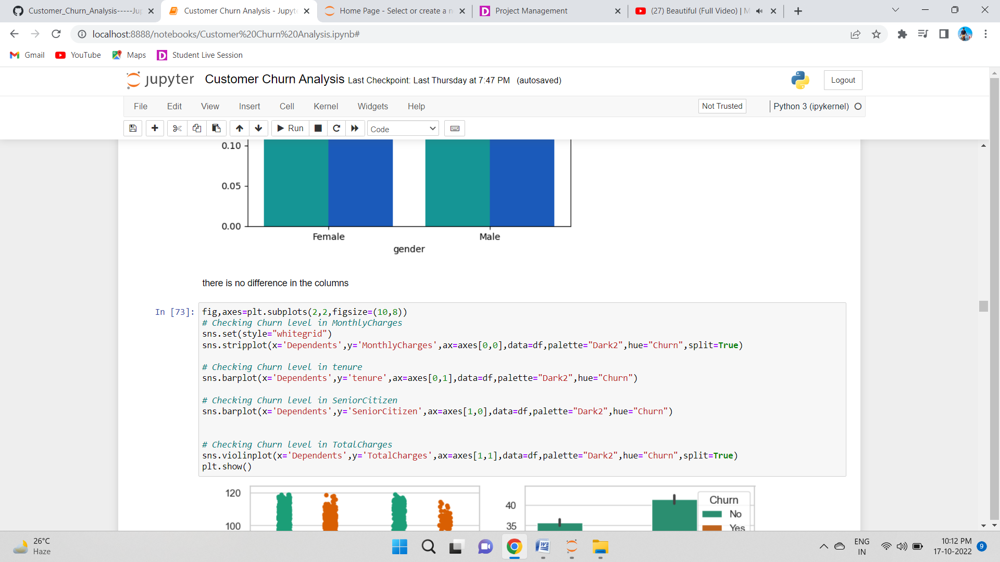 Customer_Churn_Analysis-----Jup
Customer Churn Analysis - Jupyt
Home Page - Select or create a n
Project Management
(27) Beautiful (Full Video) | M
localhost:8888/notebooks/Customer%20Churn%20Analysis.ipynb#
Gmail
YouTube
Maps
Student Live Session
jupyter Customer Churn Analysis Last Checkpoint: Last Thursday at 7:47 PM (autosaved)
Logout
File Edit View Insert Cell Kernel Widgets Help
Not Trusted
Python 3 (ipykernel)
Run
Code
0.10
0.05
0.00
Female Male
gender
there is no difference in the columns
In [73]:
fig,axes=plt.subplots(2,2,figsize=(10,8))
# Checking Churn level in MonthlyCharges
sns.set(style="whitegrid")
sns.stripplot(x='Dependents',y='MonthlyCharges',ax=axes[0,0],data=df,palette="Dark2",hue="Churn",split=True)
# Checking Churn level in tenure
sns.barplot(x='Dependents',y='tenure',ax=axes[0,1],data=df,palette="Dark2",hue="Churn")
# Checking Churn level in SeniorCitizen
sns.barplot(x='Dependents',y='SeniorCitizen',ax=axes[1,0],data=df,palette="Dark2",hue="Churn")
# Checking Churn level in TotalCharges
sns.violinplot(x='Dependents',y='TotalCharges',ax=axes[1,1],data=df,palette="Dark2",hue="Churn",split=True)
plt.show()
120
100
40
35
Churn
No
Yes
26°C
Haze
ENG
IN
10:12 PM
17-10-2022
9